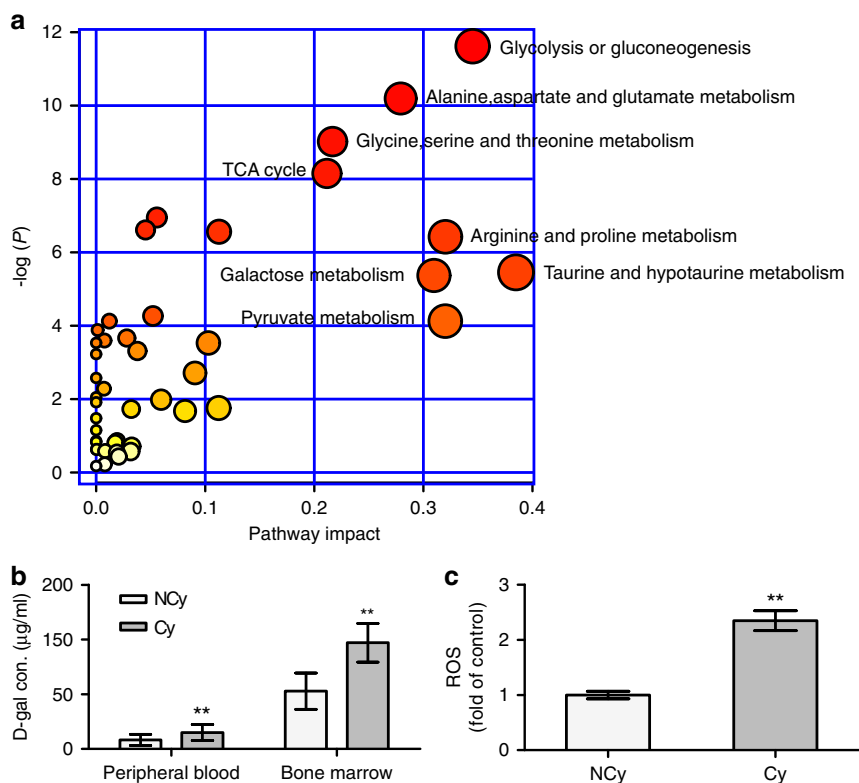 a
12
10
8
6
4
2
0
-log (P)
Glycolysis or gluconeogenesis
Alanine,aspartate and glutamate metabolism
Glycine,serine and threonine metabolism
TCA cycle
Arginine and proline metabolism
Galactose metabolism
Taurine and hypotaurine metabolism
Pyruvate metabolism
0.0 0.1 0.2 0.3 0.4
Pathway impact
b
200
150
50
0
D-gal con. (μg/ml)
NCy
Cy
**
**
Peripheral blood Bone marrow
c
3
2
1
0
ROS
(fold of control)
**
NCy Cy